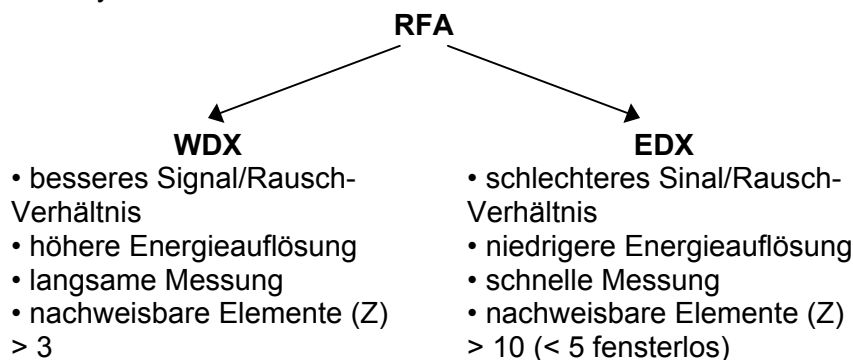 RFA
WDX
• besseres Signal/Rausch-
Verhältnis
• höhere Energieauflösung
• langsame Messung
• nachweisbare Elemente (Z)
> 3
EDX
• schlechteres Sinal/Rausch-
Verhältnis
• niedrigere Energieauflösung
• schnelle Messung
• nachweisbare Elemente (Z)
> 10 (< 5 fensterlos)